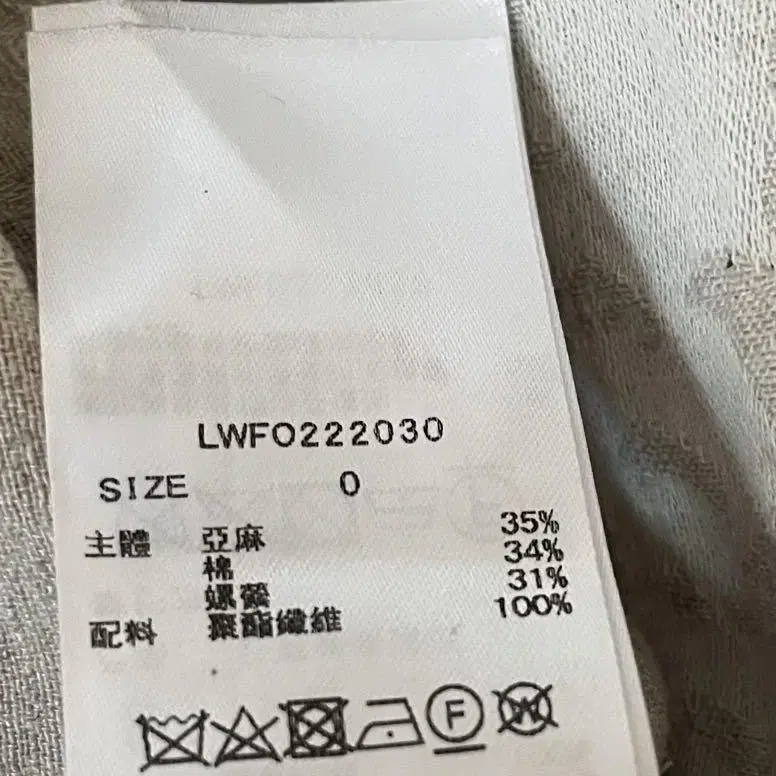 LWFO222030
SIZE 0
主體 亞麻 35%
棉 34%
嫘縈 31%
配料 聚酯纖維 100%
F
W